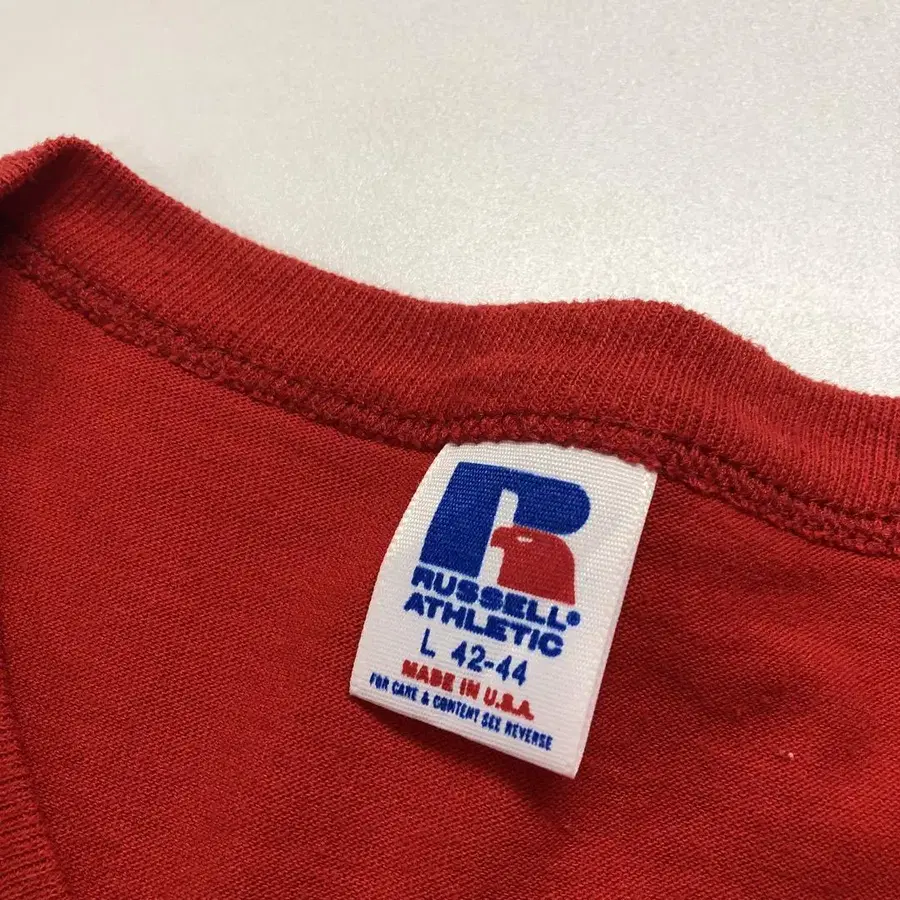 R
RUSSELL®
ATHLETIC
L 42-44
MADE IN U.S.A.
FOR CARE & CONTENT SEE REVERSE